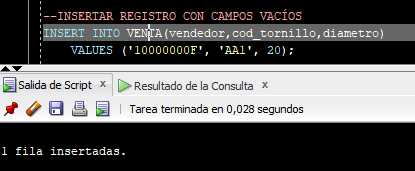 --INSERTAR REGISTRO CON CAMPOS VACÍOS
INSERT INTO VENTA(vendedor,cod_tornillo,diametro)
VALUES ('10000000F', 'AA1', 20);
Salida de Script
Resultado de la Consulta
Tarea terminada en 0,028 segundos
1 fila insertadas.